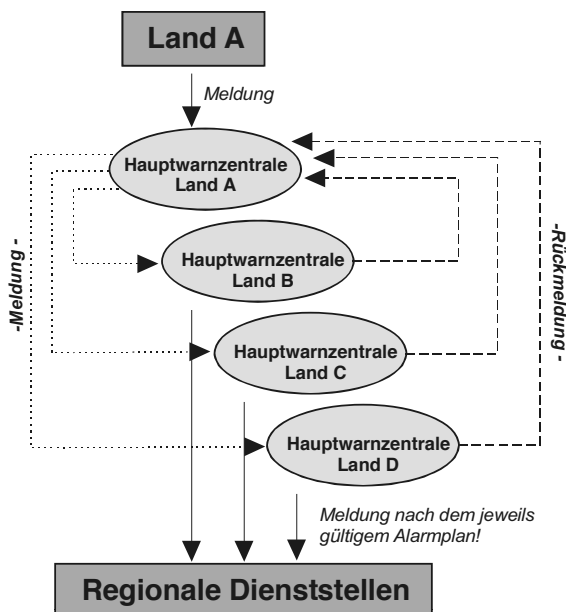 Land A
Meldung
Hauptwarnzentrale
Land A
Hauptwarnzentrale
Land B
Hauptwarnzentrale
Land C
Hauptwarnzentrale
Land D
-Meldung -
-Rückmeldung -
Meldung nach dem jeweils
gültigem Alarmplan!
Regionale Dienststellen